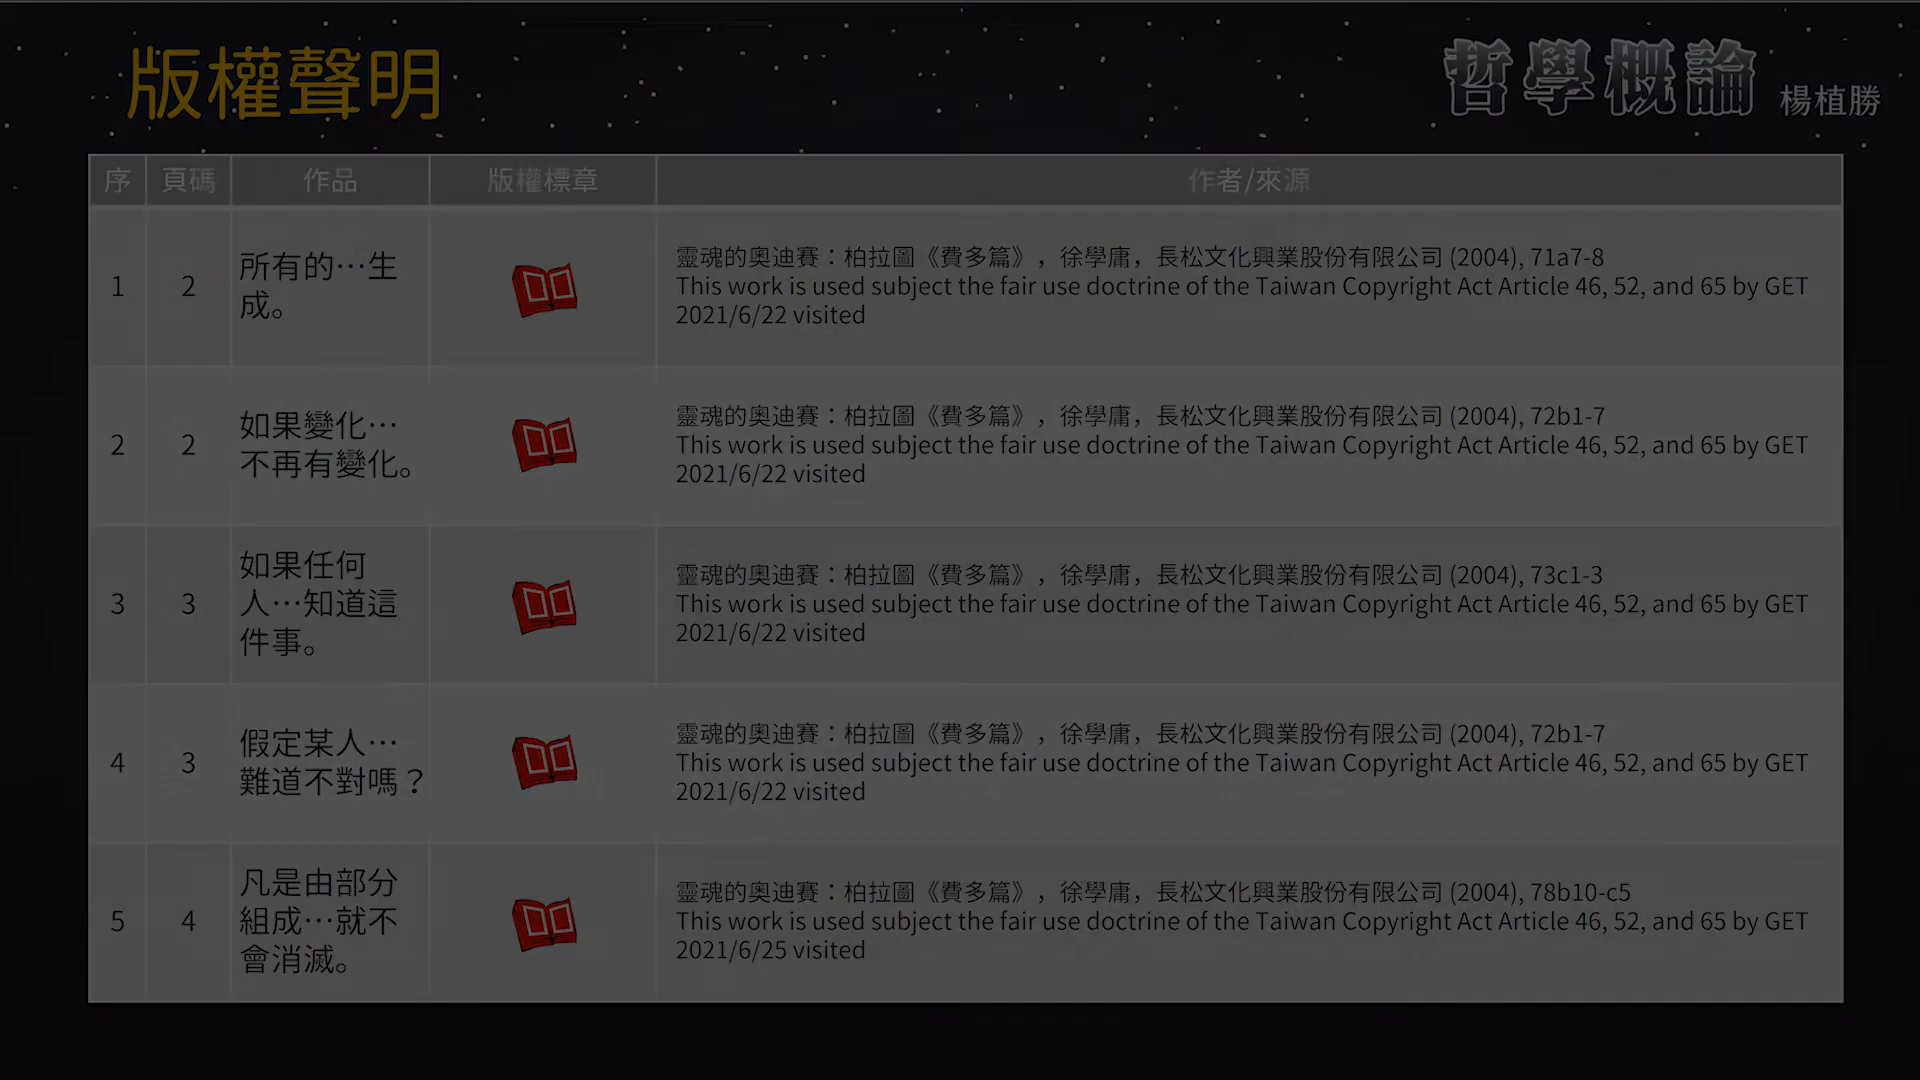 版權聲明
哲學概論 楊植勝
序 頁碼 作品 版權標章 作者/來源
1 2 所有的…生
成。
靈魂的奧迪賽：柏拉圖《費多篇》，徐學庸，長松文化興業股份有限公司 (2004), 71a7-8
This work is used subject the fair use doctrine of the Taiwan Copyright Act Article 46, 52, and 65 by GET
2021/6/22 visited
2 2 如果變化…
不再有變化。
靈魂的奧迪賽：柏拉圖《費多篇》，徐學庸，長松文化興業股份有限公司 (2004), 72b1-7
This work is used subject the fair use doctrine of the Taiwan Copyright Act Article 46, 52, and 65 by GET
2021/6/22 visited
3 3 如果任何
人…知道這
件事。
靈魂的奧迪賽：柏拉圖《費多篇》，徐學庸，長松文化興業股份有限公司 (2004), 73c1-3
This work is used subject the fair use doctrine of the Taiwan Copyright Act Article 46, 52, and 65 by GET
2021/6/22 visited
4 3 假定某人…
難道不對嗎？
靈魂的奧迪賽：柏拉圖《費多篇》，徐學庸，長松文化興業股份有限公司 (2004), 72b1-7
This work is used subject the fair use doctrine of the Taiwan Copyright Act Article 46, 52, and 65 by GET
2021/6/22 visited
5 4 凡是由部分
組成…就不
會消滅。
靈魂的奧迪賽：柏拉圖《費多篇》，徐學庸，長松文化興業股份有限公司 (2004), 78b10-c5
This work is used subject the fair use doctrine of the Taiwan Copyright Act Article 46, 52, and 65 by GET
2021/6/25 visited